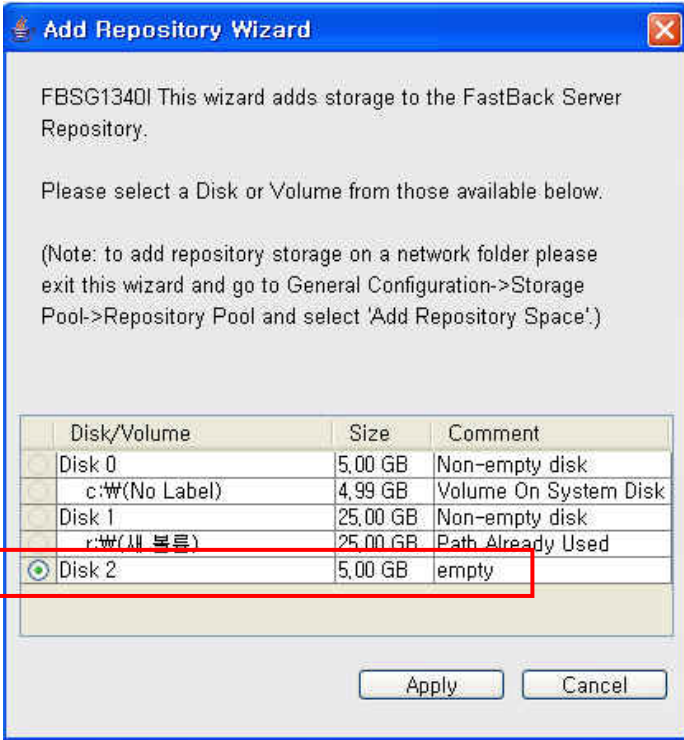 Add Repository Wizard
FBSG1340I This wizard adds storage to the FastBack Server
Repository.
Please select a Disk or Volume from those available below.
(Note: to add repository storage on a network folder please
exit this wizard and go to General Configuration->Storage
Pool->Repository Pool and select 'Add Repository Space'.)
Disk/Volume Size Comment
Disk 0 5,00 GB Non-empty disk
c:₩(No Label) 4,99 GB Volume On System Disk
Disk 1 25,00 GB Non-empty disk
r:₩(새 볼륨) 25,00 GB Path Already Used
Disk 2 5,00 GB empty
Apply Cancel